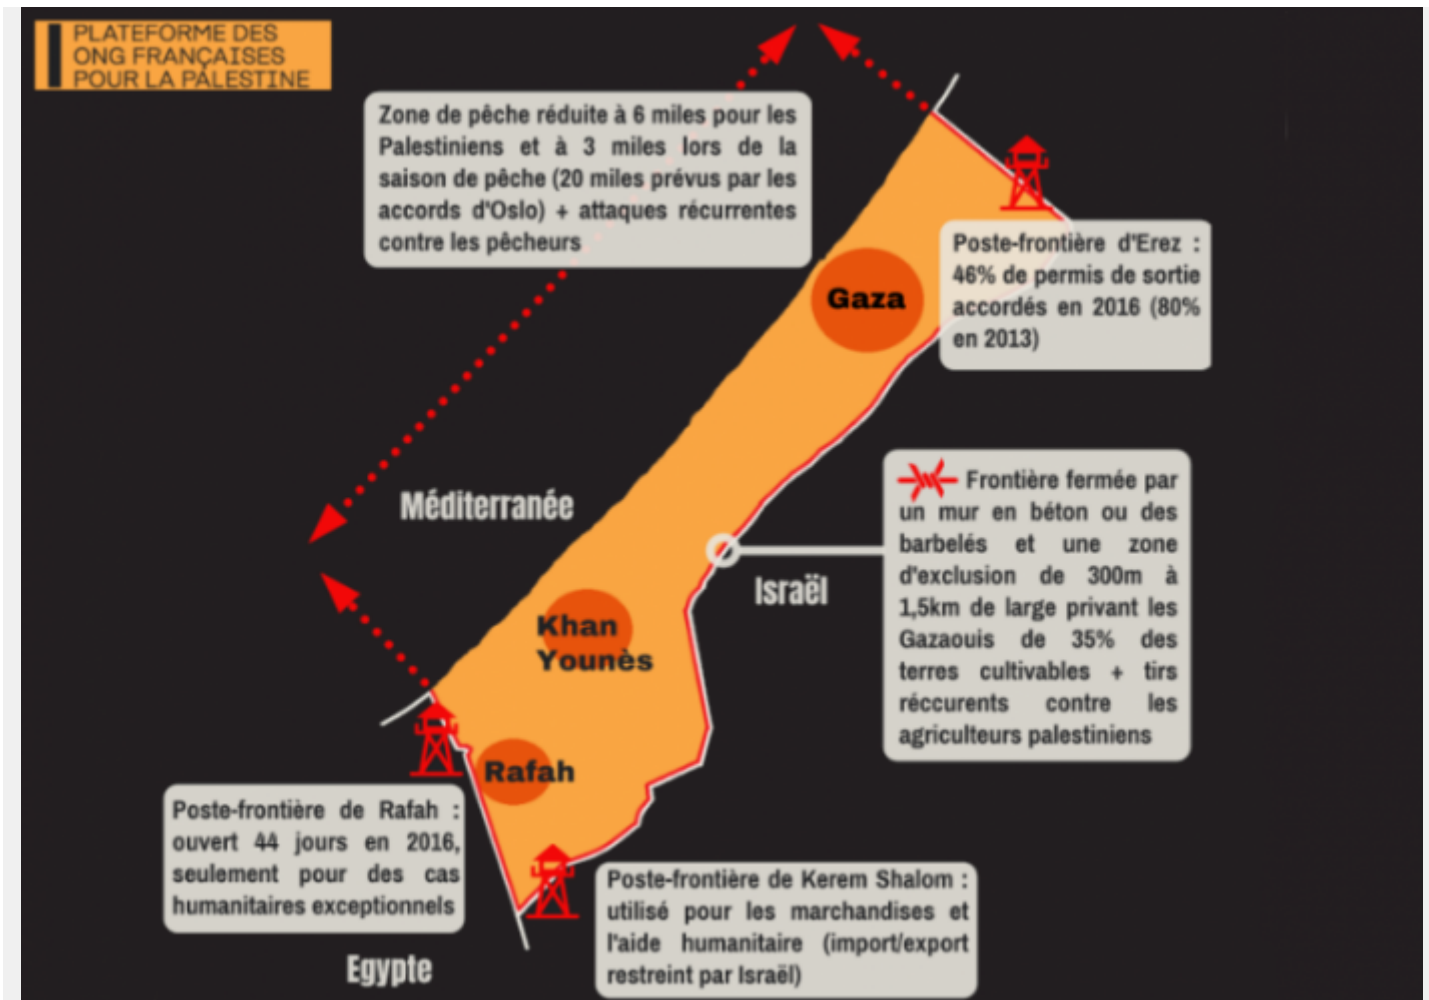 PLATEFORME DES
ONG FRANÇAISES
POUR LA PALESTINE
Zone de pêche réduite à 6 miles pour les
Palestiniens et à 3 miles lors de la
saison de pêche (20 miles prévus par les
accords d'Oslo) + attaques récurrentes
contre les pêcheurs
Gaza
Poste-frontière d'Erez :
46% de permis de sortie
accordés en 2016 (80%
en 2013)
Méditerranée
Frontière fermée par
un mur en béton ou des
barbelés et une zone
d'exclusion de 300m à
1,5km de large privant les
Gazaouis de 35% des
terres cultivables + tirs
réccurents contre les
agriculteurs palestiniens
Israël
Khan
Younès
Rafah
Poste-frontière de Rafah :
ouvert 44 jours en 2016,
seulement pour des cas
humanitaires exceptionnels
Poste-frontière de Kerem Shalom :
utilisé pour les marchandises et
l'aide humanitaire (import/export
restreint par Israël)
Egypte